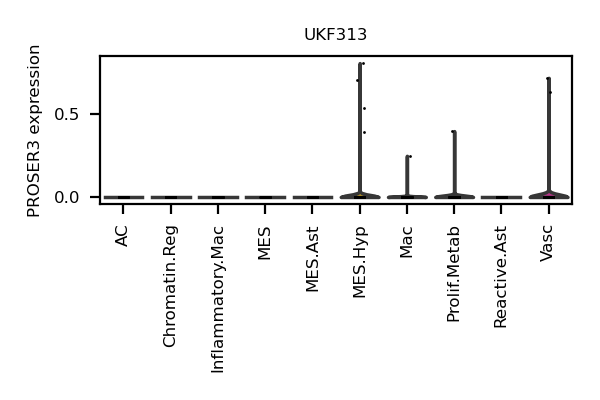 UKF313
PROSER3 expression
0.5
0.0
AC
Chromatin.Reg
Inflammatory.Mac
MES
MES.Ast
MES.Hyp
Mac
Prolif.Metab
Reactive.Ast
Vasc